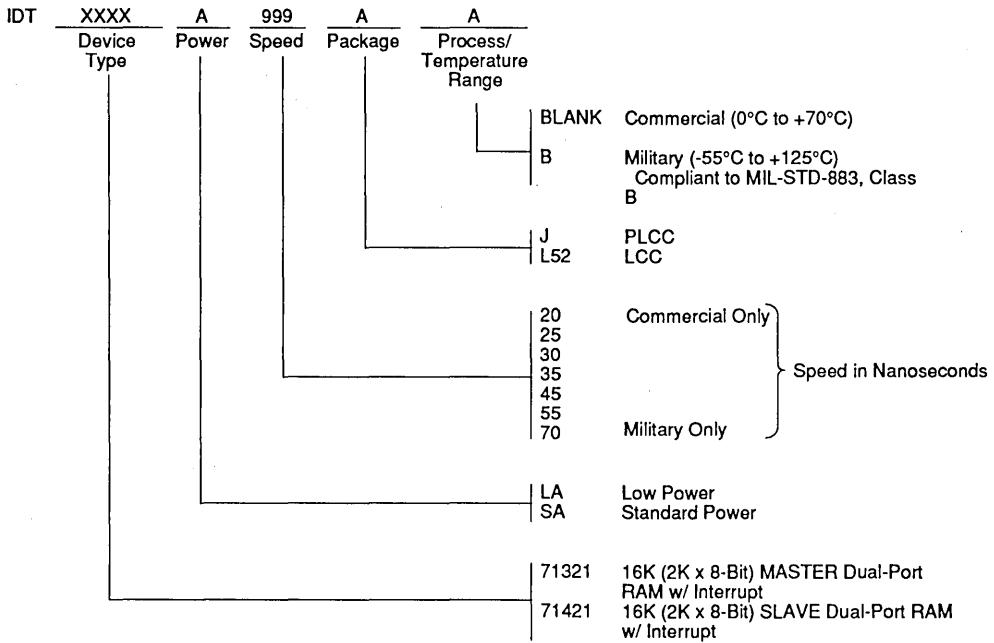 IDT XXXX A 999 A A
Device Type Power Speed Package Process/ Temperature Range
BLANK Commercial (0°C to +70°C)
B Military (-55°C to +125°C)
Compliant to MIL-STD-883, Class
B
J PLCC
L52 LCC
20 Commercial Only
25
30
35 Speed in Nanoseconds
45
55
70 Military Only
LA Low Power
SA Standard Power
71321 16K (2K x 8-Bit) MASTER Dual-Port
RAM w/ Interrupt
71421 16K (2K x 8-Bit) SLAVE Dual-Port RAM
w/ Interrupt